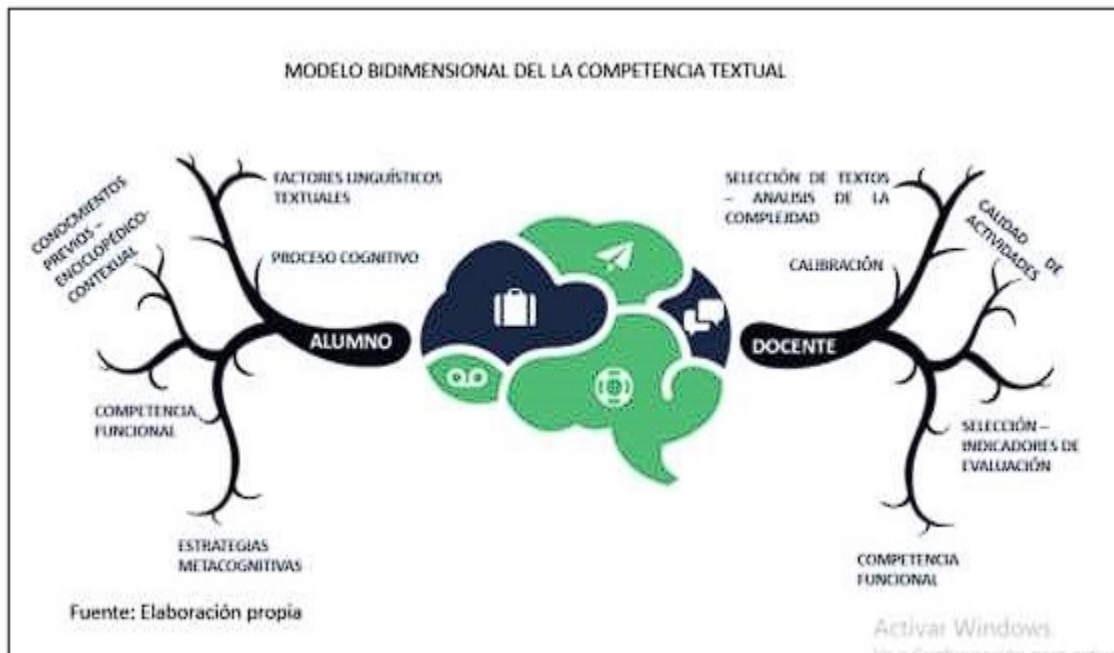 MODELO BIDIMENSIONAL DEL LA COMPETENCIA TEXTUAL
CONOCMIENTOS
PREVIOS –
ENCICLOPÉDICO-
CONTEXUAL
FACTORES LINGUÍSTICOS
TEXTUALES
PROCESO COGNITIVO
ALUMNO
COMPETENCIA
FUNCIONAL
ESTRATEGIAS
METACOGNITIVAS
SELECCIÓN DE TEXTOS
– ANALISIS DE LA
COMPLEJDAD
CALIDAD DE
ACTIVIDADES
CALIBRACIÓN
DOCENTE
SELECCIÓN –
INDICADORES DE
EVALUACIÓN
COMPETENCIA
FUNCIONAL
Fuente: Elaboración propia
Activar Windows